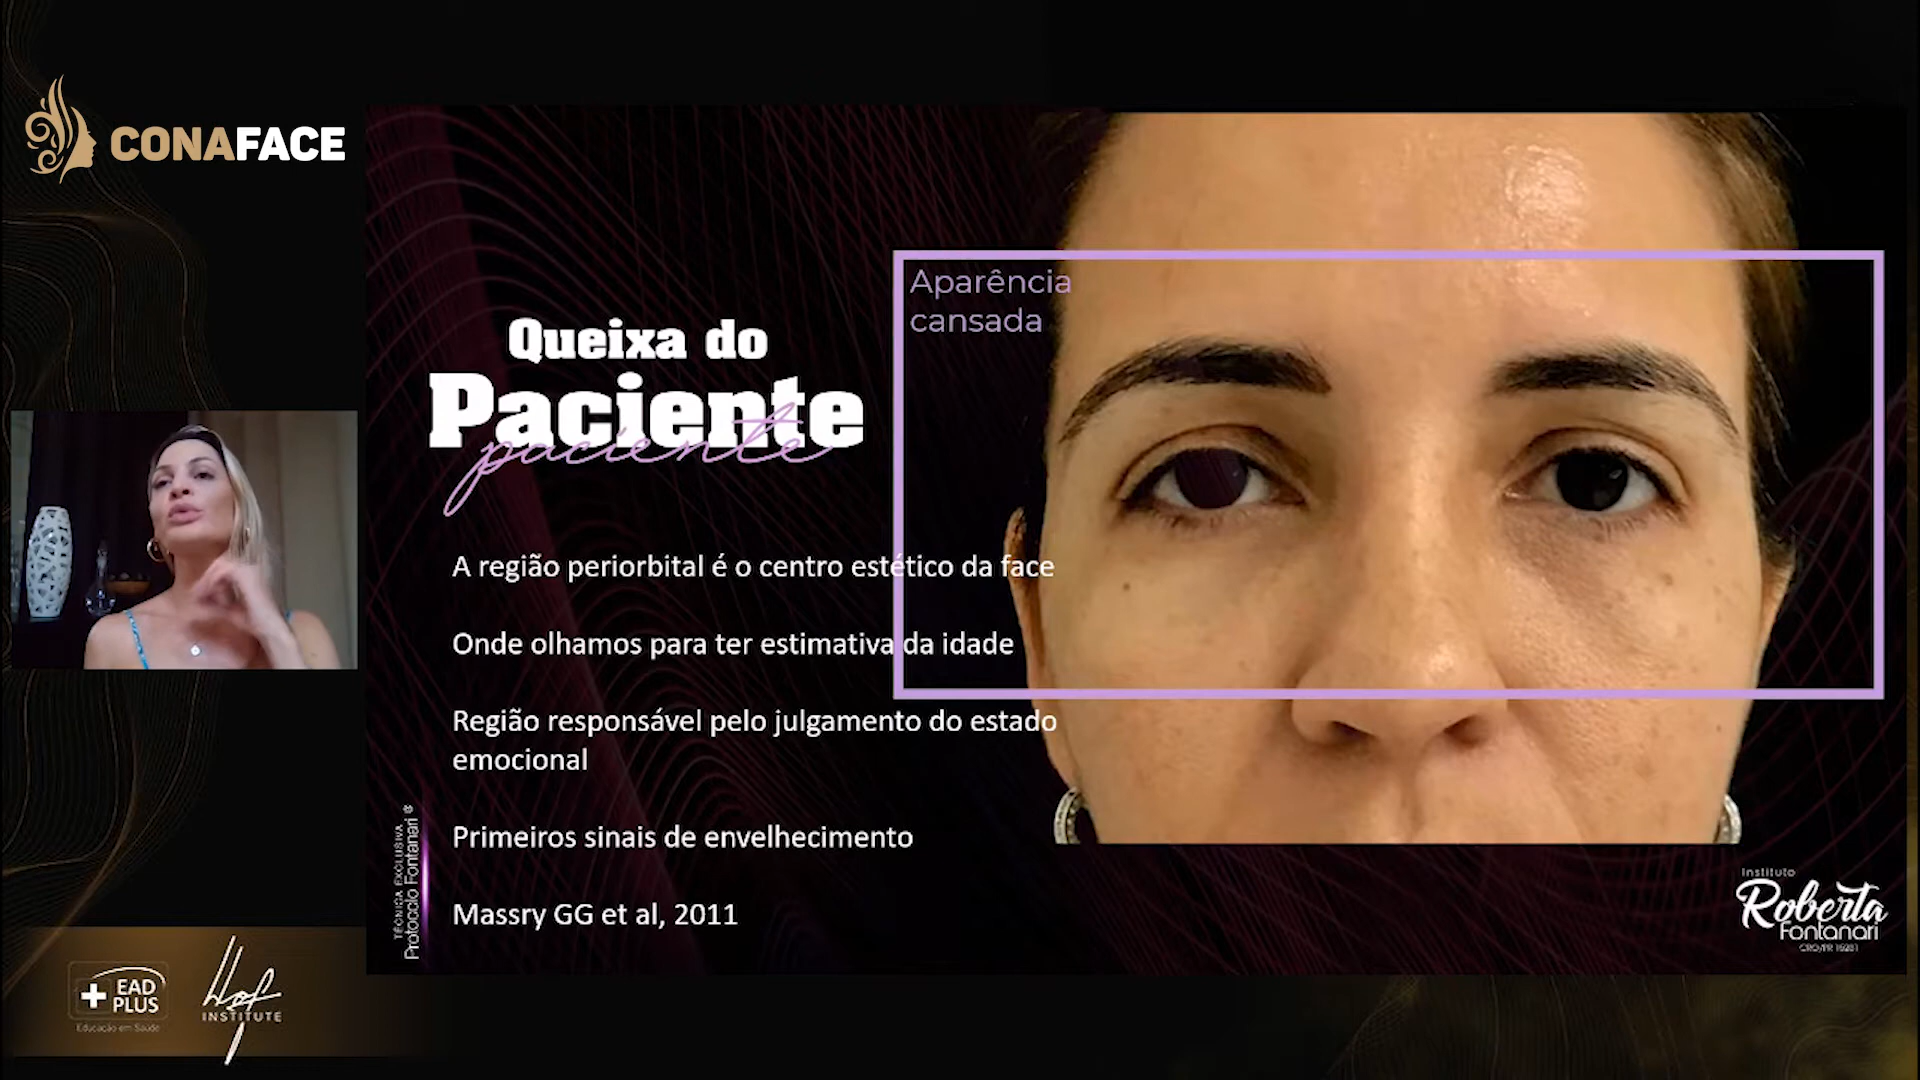 CONAFACE
Aparência
cansada
Queixa do
Paciente
paciente
A região periorbital é o centro estético da face
Onde olhamos para ter estimativa da idade
Região responsável pelo julgamento do estado
emocional
Primeiros sinais de envelhecimento
Massry GG et al, 2011
TÉCNICA EXCLUSIVA
Protocolo Fontanari ®
EAD
PLUS
Educação em Saúde
Hof
INSTITUTE
Instituto
Roberta
Fontanari